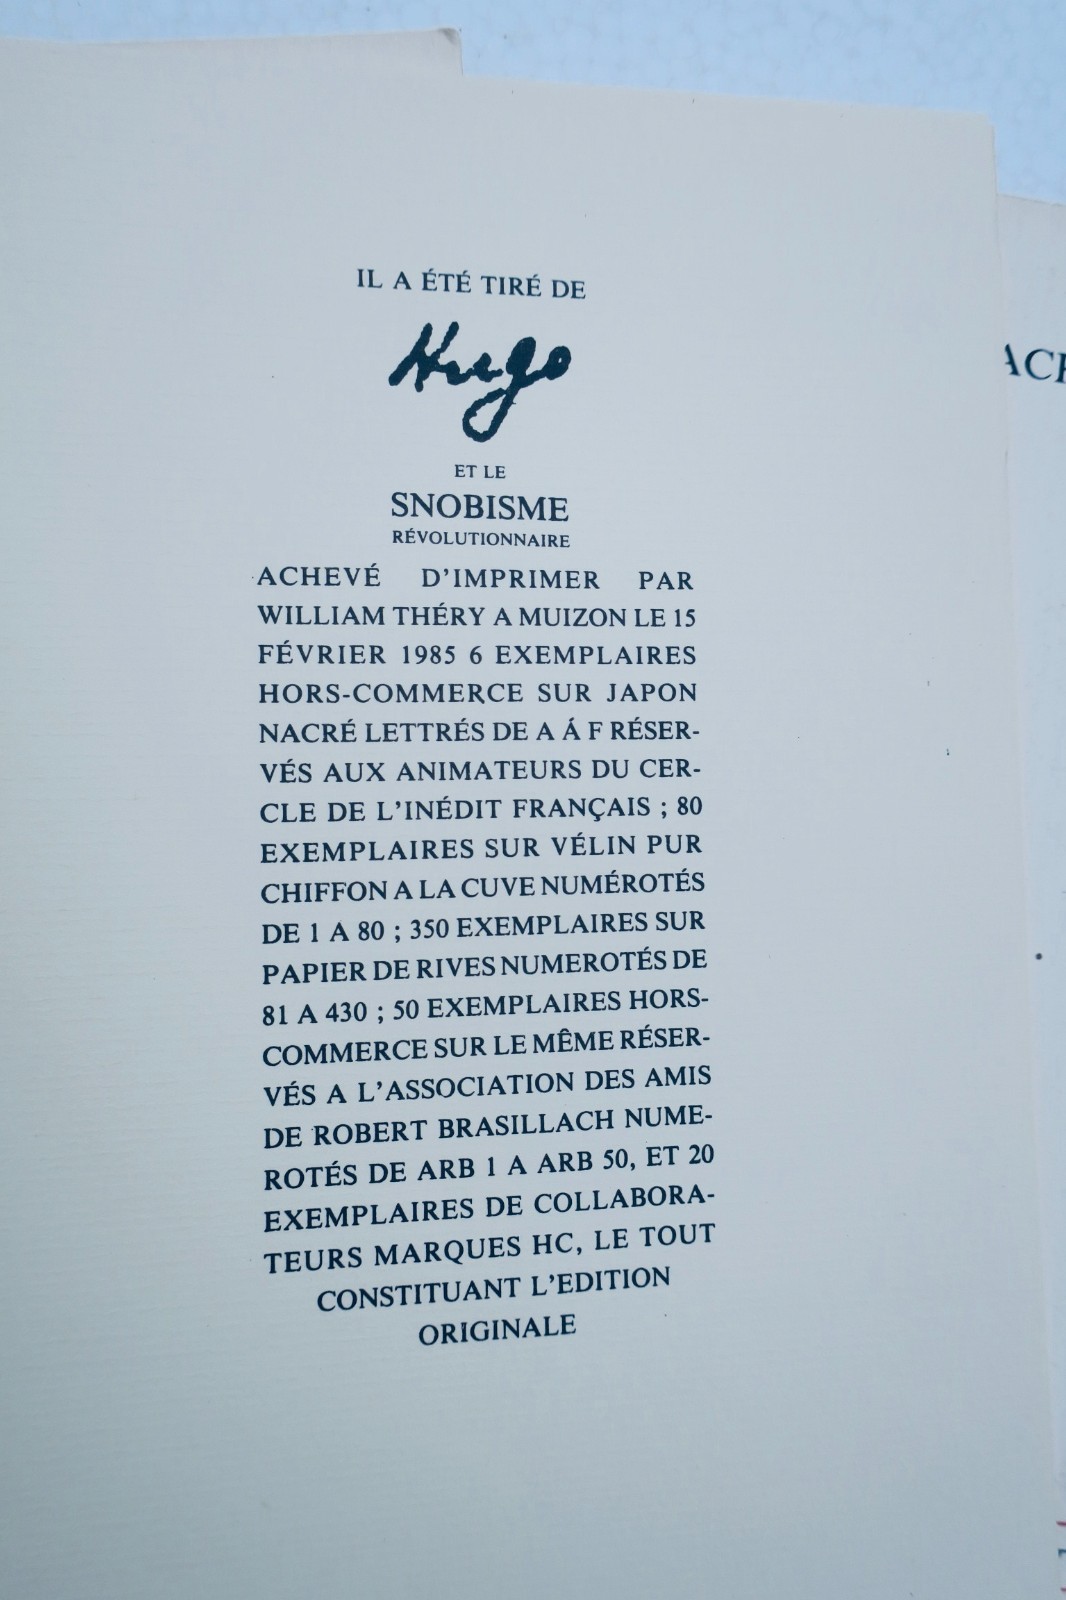 IL A ÉTÉ TIRÉ DE
Hugo
ET LE
SNOBISME
RÉVOLUTIONNAIRE
ACHEVÉ D'IMPRIMER PAR
WILLIAM THÉRY A MUIZON LE 15
FÉVRIER 1985 6 EXEMPLAIRES
HORS-COMMERCE SUR JAPON
NACRÉ LETTRÉS DE A Á F RÉSER-
VÉS AUX ANIMATEURS DU CER-
CLE DE L'INÉDIT FRANÇAIS ; 80
EXEMPLAIRES SUR VÉLIN PUR
CHIFFON A LA CUVE NUMÉROTÉS
DE 1 A 80 ; 350 EXEMPLAIRES SUR
PAPIER DE RIVES NUMEROTÉS DE
81 A 430 ; 50 EXEMPLAIRES HORS-
COMMERCE SUR LE MÊME RÉSER-
VÉS A L'ASSOCIATION DES AMIS
DE ROBERT BRASILLACH NUME-
ROTÉS DE ARB 1 A ARB 50, ET 20
EXEMPLAIRES DE COLLABORA-
TEURS MARQUES HC, LE TOUT
CONSTITUANT L'EDITION
ORIGINALE